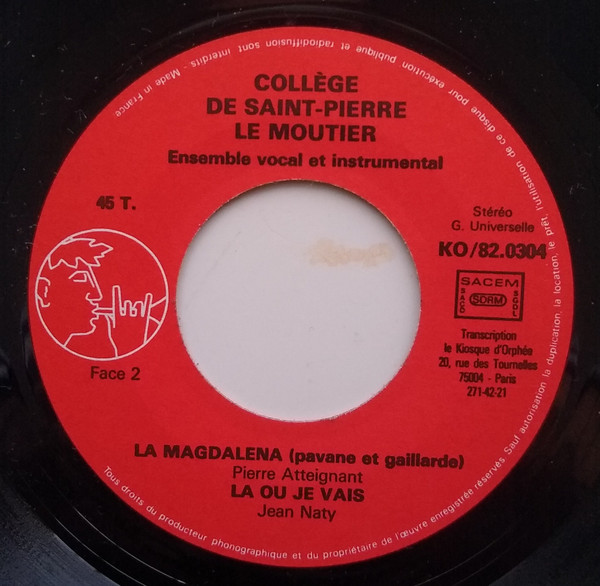 COLLÈGE
DE SAINT-PIERRE
LE MOUTIER
Ensemble vocal et instrumental
45 T.
Stéréo
G. Universelle
KO/82.0304
SACEM
SACD
SDRM
SGDL
Transcription
le Kiosque d'Orphée
20, rue des Tournelles
75004 - Paris
271-42-21
Face 2
LA MAGDALENA (pavane et gaillarde)
Pierre Atteignant
LA OU JE VAIS
Jean Naty
Tous droits du producteur phonographique et du propriétaire de l'œuvre enregistrée réservés Sauf autorisation la duplication, la location, le prêt, l'utilisation de ce disque pour exécution publique et radiodiffusion sont interdits - Made in France